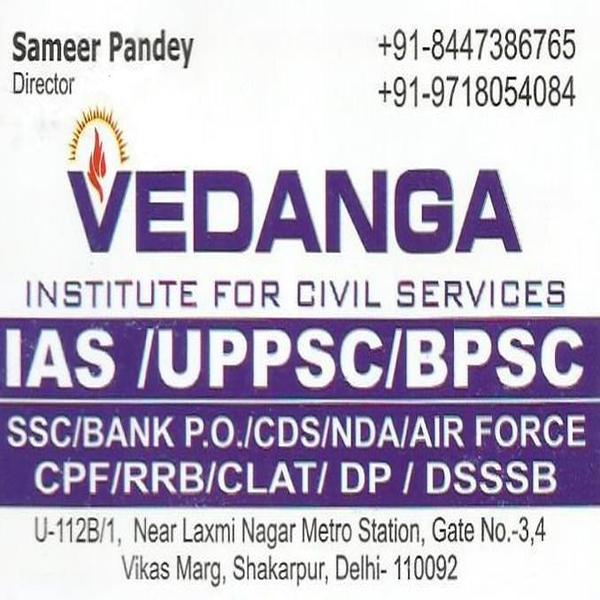 Sameer Pandey
+91-8447386765
Director
+91-9718054084
VEDANGA
INSTITUTE FOR CIVIL SERVICES
IAS /UPPSC/BPSC
SSC/BANK P.O./CDS/NDA/AIR FORCE
CPF/RRB/CLAT/ DP / DSSSB
U-112B/1, Near Laxmi Nagar Metro Station, Gate No.-3,4
Vikas Marg, Shakarpur, Delhi- 110092